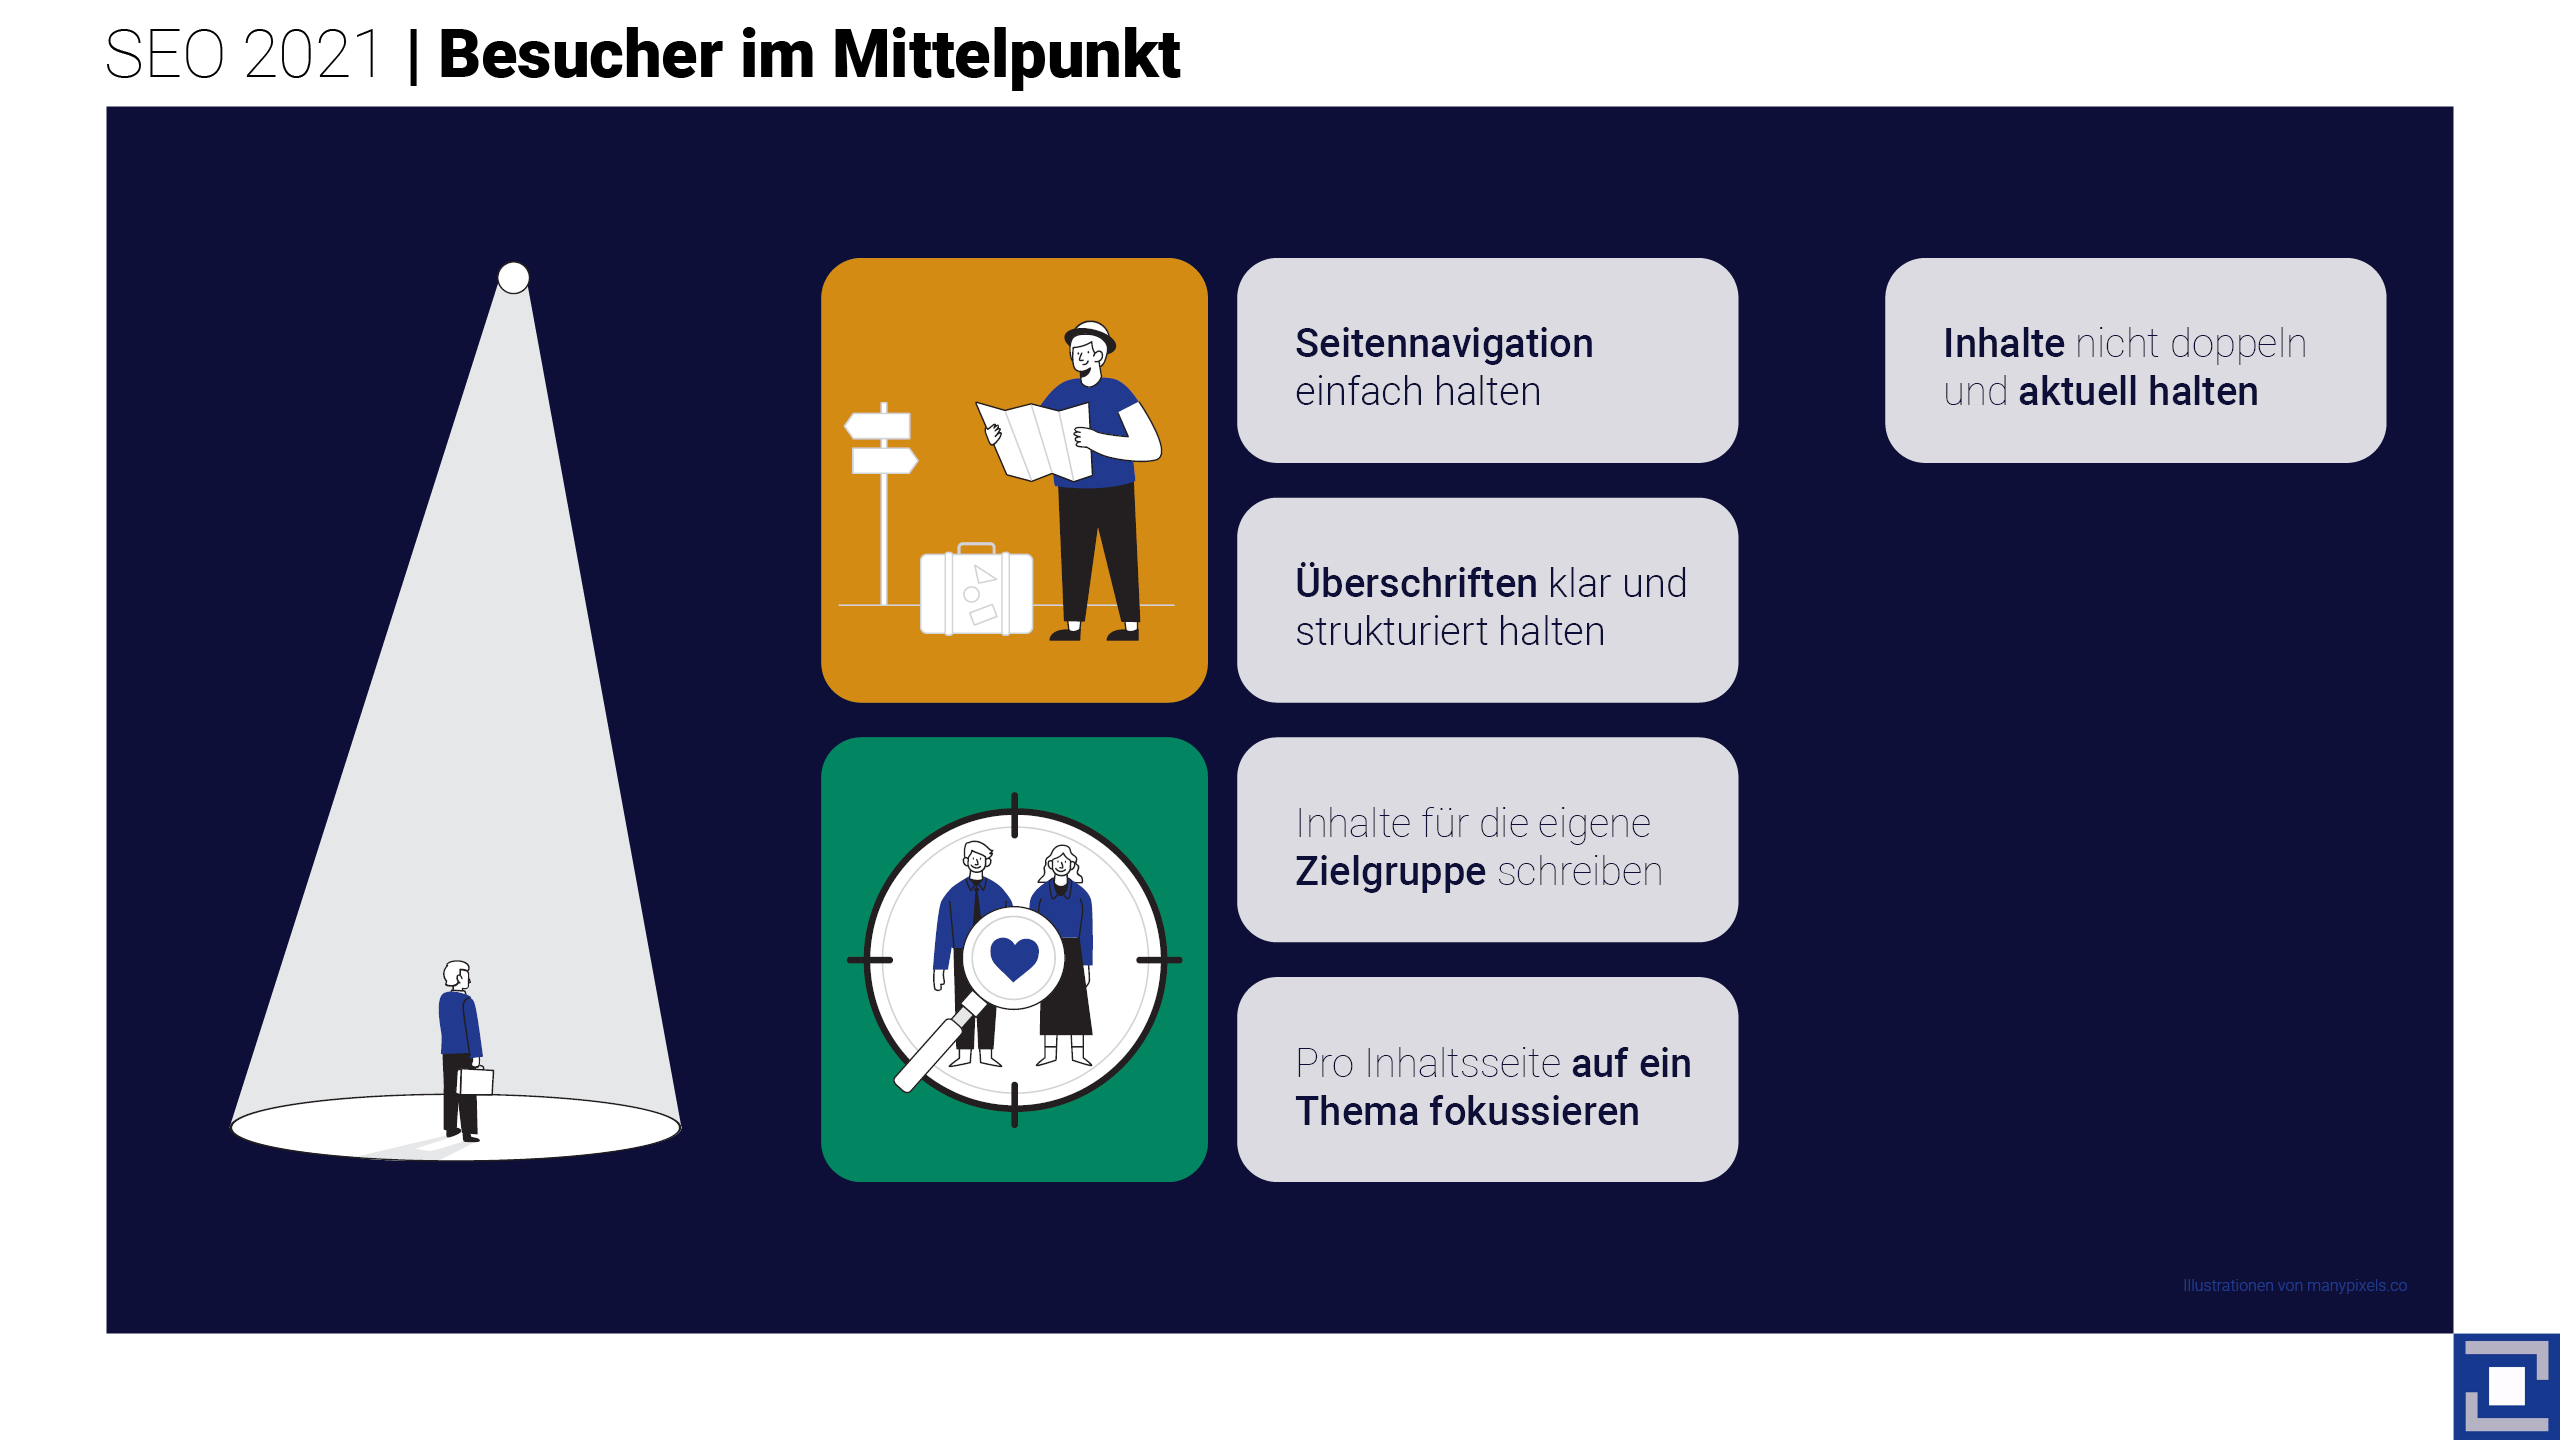 SEO 2021 | Besucher im Mittelpunkt
Seitennavigation
einfach halten
Überschriften klar und
strukturiert halten
Inhalte für die eigene
Zielgruppe schreiben
Pro Inhaltsseite auf ein
Thema fokussieren
Inhalte nicht doppeln
und aktuell halten
Illustrationen von manypixels.co